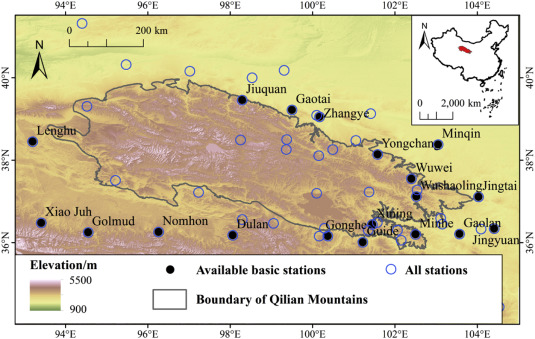 94°E 96°E 98°E 100°E 102°E 104°E
N
0 200 km
N
0 2,000 km
40°N
40°N
Jiuquan
Gaotai
Zhangye
Lenghu
Minqin
Yongchang
38°N
38°N
Wuwei
Wushaoling
Jingtai
Xiao Juh
Golmud
Nomhon
Dulan
Gonghe
Xining
Guide
Minhe
Gaolan
Jingyuan
36°N
36°N
Elevation/m
5500
900
Available basic stations
All stations
Boundary of Qilian Mountains
94°E 96°E 98°E 100°E 102°E 104°E